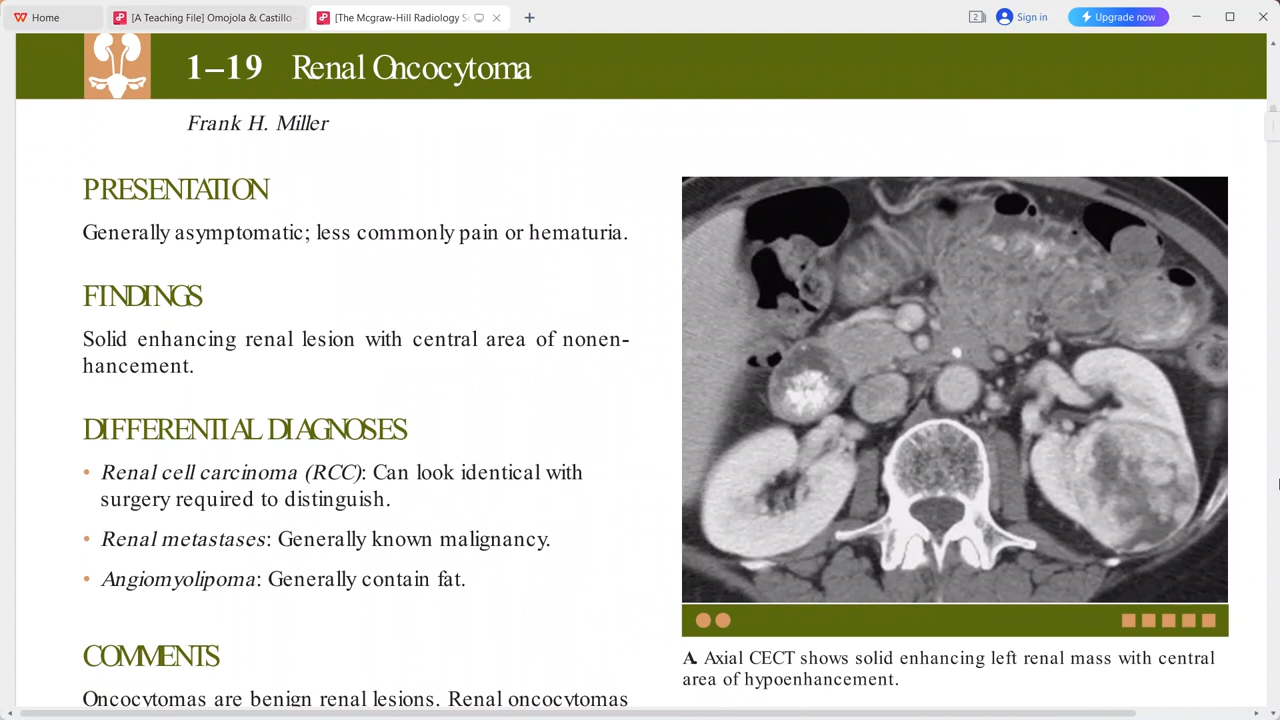 Home
[A Teaching File] Omojola & Castillo
[The Mcgraw-Hill Radiology S
2
Sign in
Upgrade now
1–19 Renal Oncocytoma
Frank H. Miller
PRESENTATION
Generally asymptomatic; less commonly pain or hematuria.
FINDINGS
Solid enhancing renal lesion with central area of nonen-
hancement.
DIFFERENTIAL DIAGNOSES
• Renal cell carcinoma (RCC): Can look identical with
surgery required to distinguish.
• Renal metastases: Generally known malignancy.
• Angiomyolipoma: Generally contain fat.
COMMENTS
Oncocytomas are benign renal lesions. Renal oncocytomas
A. Axial CECT shows solid enhancing left renal mass with central
area of hypoenhancement.